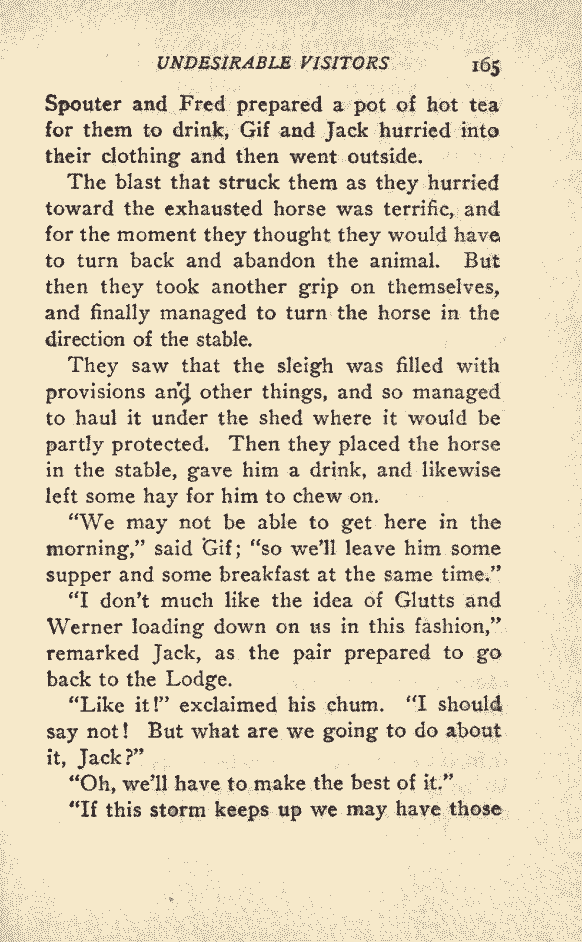 UNDESIRABLE VISITORS 165
Spouter and Fred prepared a pot of hot tea
for them to drink, Gif and Jack hurried into
their clothing and then went outside.
The blast that struck them as they hurried
toward the exhausted horse was terrific, and
for the moment they thought they would have
to turn back and abandon the animal. But
then they took another grip on themselves,
and finally managed to turn the horse in the
direction of the stable.
They saw that the sleigh was filled with
provisions and other things, and so managed
to haul it under the shed where it would be
partly protected. Then they placed the horse
in the stable, gave him a drink, and likewise
left some hay for him to chew on.
"We may not be able to get here in the
morning," said Gif; "so we'll leave him some
supper and some breakfast at the same time."
"I don't much like the idea of Glutts and
Werner loading down on us in this fashion,"
remarked Jack, as the pair prepared to go
back to the Lodge.
"Like it!" exclaimed his chum. "I should
say not! But what are we going to do about
it, Jack?"
"Oh, we'll have to make the best of it."
"If this storm keeps up we may have those